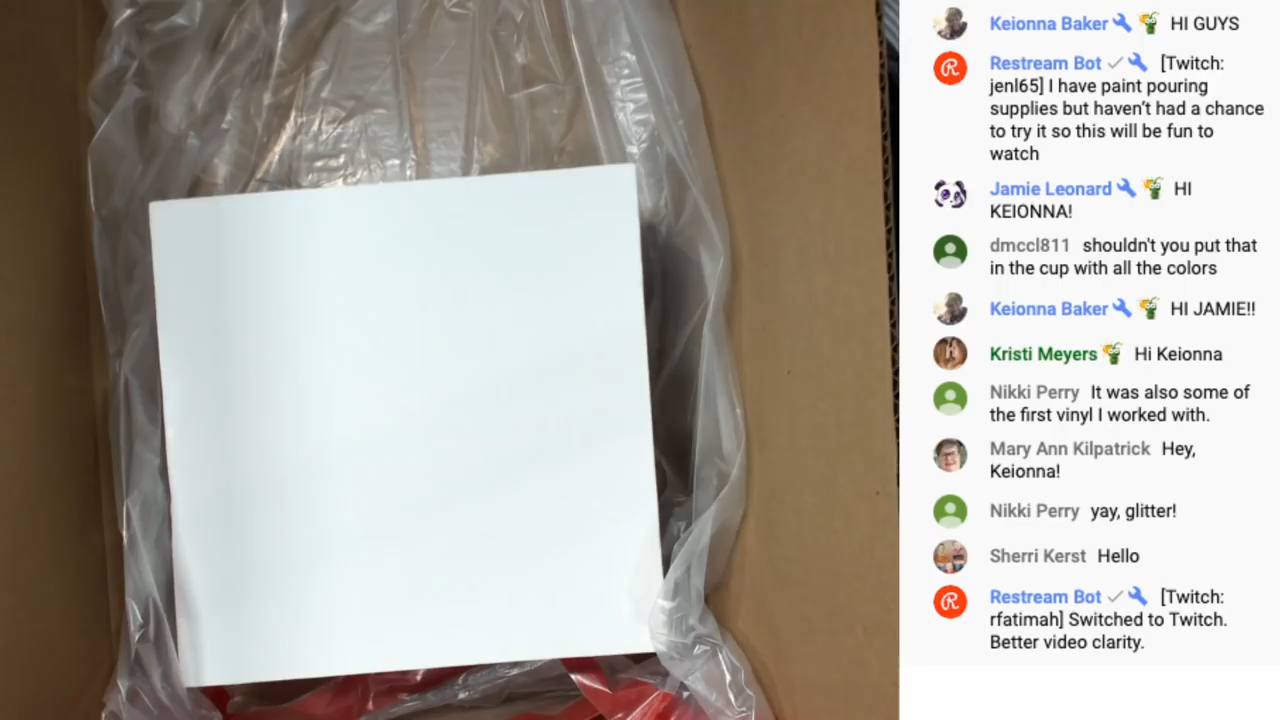 Keionna Baker HI GUYS
Restream Bot [Twitch:
jenl65] I have paint pouring
supplies but haven't had a chance
to try it so this will be fun to
watch
Jamie Leonard HI
KEIONNA!
dmccl811 shouldn't you put that
in the cup with all the colors
Keionna Baker HI JAMIE!!
Kristi Meyers Hi Keionna
Nikki Perry It was also some of
the first vinyl I worked with.
Mary Ann Kilpatrick Hey,
Keionna!
Nikki Perry yay, glitter!
Sherri Kerst Hello
Restream Bot [Twitch:
rfatimah] Switched to Twitch.
Better video clarity.